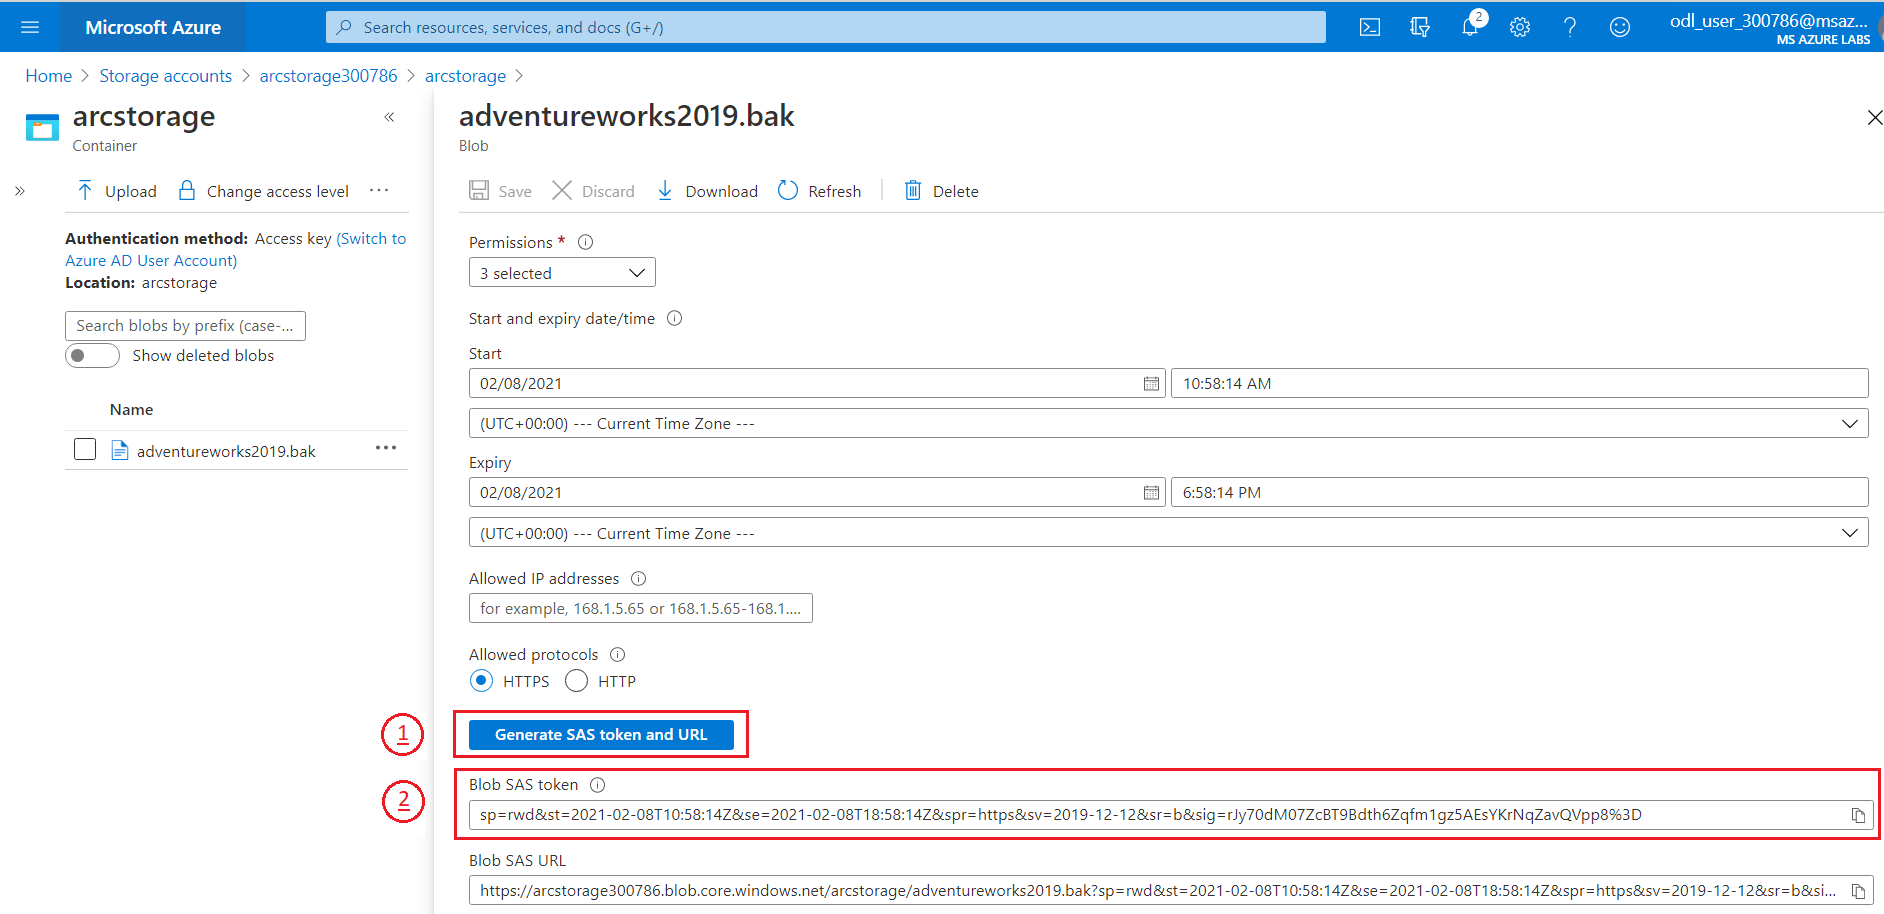 Microsoft Azure
Search resources, services, and docs (G+/)
2
odl_user_300786@msaz...
MS AZURE LABS
Home > Storage accounts > arcstorage300786 > arcstorage >
arcstorage
Container
«
»
Upload
Change access level
...
Authentication method: Access key (Switch to
Azure AD User Account)
Location: arcstorage
Search blobs by prefix (case-...
Show deleted blobs
Name
adventureworks2019.bak
...
adventureworks2019.bak
Blob
Save
Discard
Download
Refresh
Delete
Permissions *
3 selected
Start and expiry date/time
Start
02/08/2021
10:58:14 AM
(UTC+00:00) --- Current Time Zone ---
Expiry
02/08/2021
6:58:14 PM
(UTC+00:00) --- Current Time Zone ---
Allowed IP addresses
for example, 168.1.5.65 or 168.1.5.65-168.1....
Allowed protocols
HTTPS
HTTP
1
Generate SAS token and URL
2
Blob SAS token
sp=rwd&st=2021-02-08T10:58:14Z&se=2021-02-08T18:58:14Z&spr=https&sv=2019-12-12&sr=b&sig=rJy70dM07ZcBT9Bdth6Zqfm1gz5AEsYKrNqZavQVpp8%3D
Blob SAS URL
https://arcstorage300786.blob.core.windows.net/arcstorage/adventureworks2019.bak?sp=rwd&st=2021-02-08T10:58:14Z&se=2021-02-08T18:58:14Z&spr=https&sv=2019-12-12&sr=b&si...